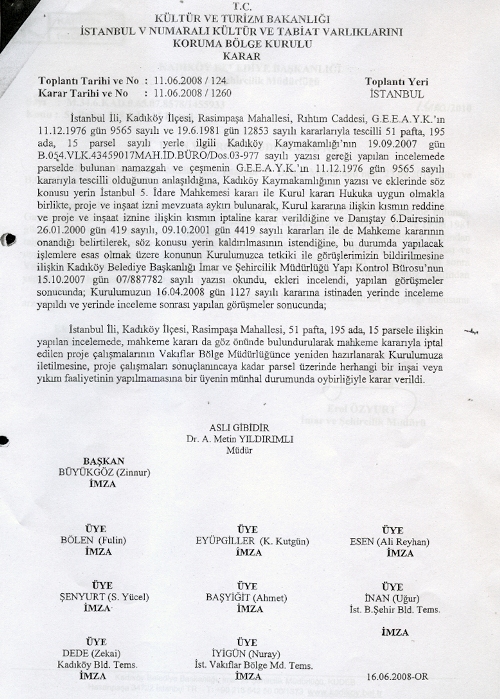 T.C.
KÜLTÜR VE TURİZM BAKANLIĞI
İSTANBUL V NUMARALI KÜLTÜR VE TABİAT VARLIKLARINI
KORUMA BÖLGE KURULU
KARAR
Toplantı Tarihi ve No : 11.06.2008 / 124 Toplantı Yeri
Karar Tarihi ve No : 11.06.2008 / 1260 İSTANBUL
İstanbul İli, Kadıköy İlçesi, Rasimpaşa Mahallesi, Rıhtım Caddesi, G.E.E.A.Y.K.'ın
11.12.1976 gün 9565 sayılı ve 19.6.1981 gün 12853 sayılı kararlarıyla tescilli 51 pafta, 195
ada, 15 parsel sayılı yerle ilgili Kadıköy Kaymakamlığı'nın 19.09.2007 gün
B.054.VLK.43459017MAH.İD.BÜRO/Dos.03-977 sayılı yazısı gereği yapılan incelemede
parselde bulunan namazgah ve çeşmenin G.E.E.A.Y.K.'ın 11.12.1976 gün 9565 sayılı
kararıyla tescilli olduğunun anlaşıldığına, Kadıköy Kaymakamlığının yazısı ve eklerinde söz
konusu yerin İstanbul 5. İdare Mahkemesi kararı ile Kurul kararı Hukuka uygun olmakla
birlikte, proje ve inşaat izni mevzuata aykırı bulunarak, Kurul kararına ilişkin kısmın reddine
ve proje ve inşaat iznine ilişkin kısmın iptaline karar verildiğine ve Danıştay 6.Dairesinin
26.01.2000 gün 419 sayılı, 09.10.2001 gün 4419 sayılı kararları ile de Mahkeme kararının
onandığı belirtilerek, söz konusu yerin kaldırılmasının istendiğine, bu durumda yapılacak
işlemlere esas olmak üzere konunun Kurulumuzca tetkiki ile görüşlerimizin bildirilmesine
ilişkin Kadıköy Belediye Başkanlığı İmar ve Şehircilik Müdürlüğü Yapı Kontrol Bürosu'nun
15.10.2007 gün 07/887782 sayılı yazısı okundu, ekleri incelendi, yapılan görüşmeler
sonucunda; Kurulumuzun 16.04.2008 gün 1127 sayılı kararına istinaden yerinde inceleme
yapıldı ve yerinde inceleme sonrası yapılan görüşmeler sonucunda;
İstanbul İli, Kadıköy İlçesi, Rasimpaşa Mahallesi, 51 pafta, 195 ada, 15 parsele ilişkin
yapılan incelemede, mahkeme kararı da göz önünde bulundurularak mahkeme kararıyla iptal
edilen proje çalışmalarının Vakıflar Bölge Müdürlüğünce yeniden hazırlanarak Kurulumuza
iletilmesine, proje çalışmaları sonuçlanıncaya kadar parsel üzerinde herhangi bir inşai veya
yıkım faaliyetinin yapılmamasına bir üyenin münhal durumunda oybirliğiyle karar verildi.
ASLI GİBİDİR
Dr. A. Metin YILDIRIMLI
Müdür
BAŞKAN
BÜYÜKGÖZ (Zinnur)
İMZA
ÜYE ÜYE ÜYE
BÖLEN (Fulin) EYÜPGİLLER (K. Kutgün) ESEN (Ali Reyhan)
İMZA İMZA İMZA
ÜYE ÜYE ÜYE
ŞENYURT (S. Yücel) BAŞYİĞİT (Ahmet) İNAN (Uğur)
İMZA İMZA İst. B.Şehir Bld. Tems.
İMZA
ÜYE ÜYE
DEDE (Zekai) İYİGÜN (Nuray)
Kadıköy Bld. Tems. İst. Vakıflar Bölge Md. Tems.
İMZA İMZA 16.06.2008-OR